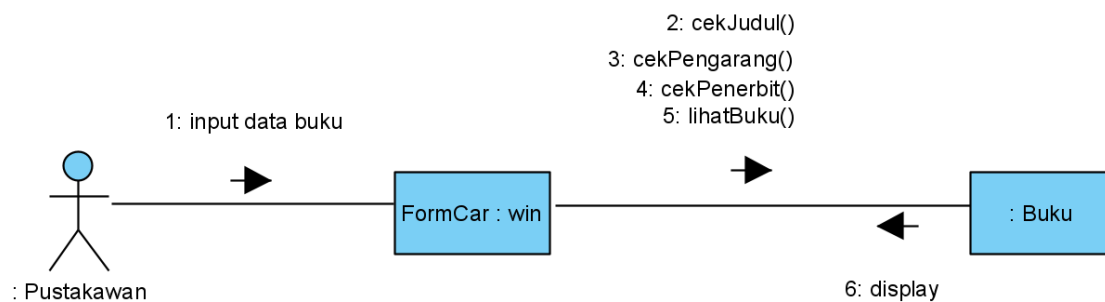 2: cekJudul()
3: cekPengarang()
4: cekPenerbit()
5: lihatBuku()
1: input data buku
FormCar : win
: Buku
: Pustakawan
6: display